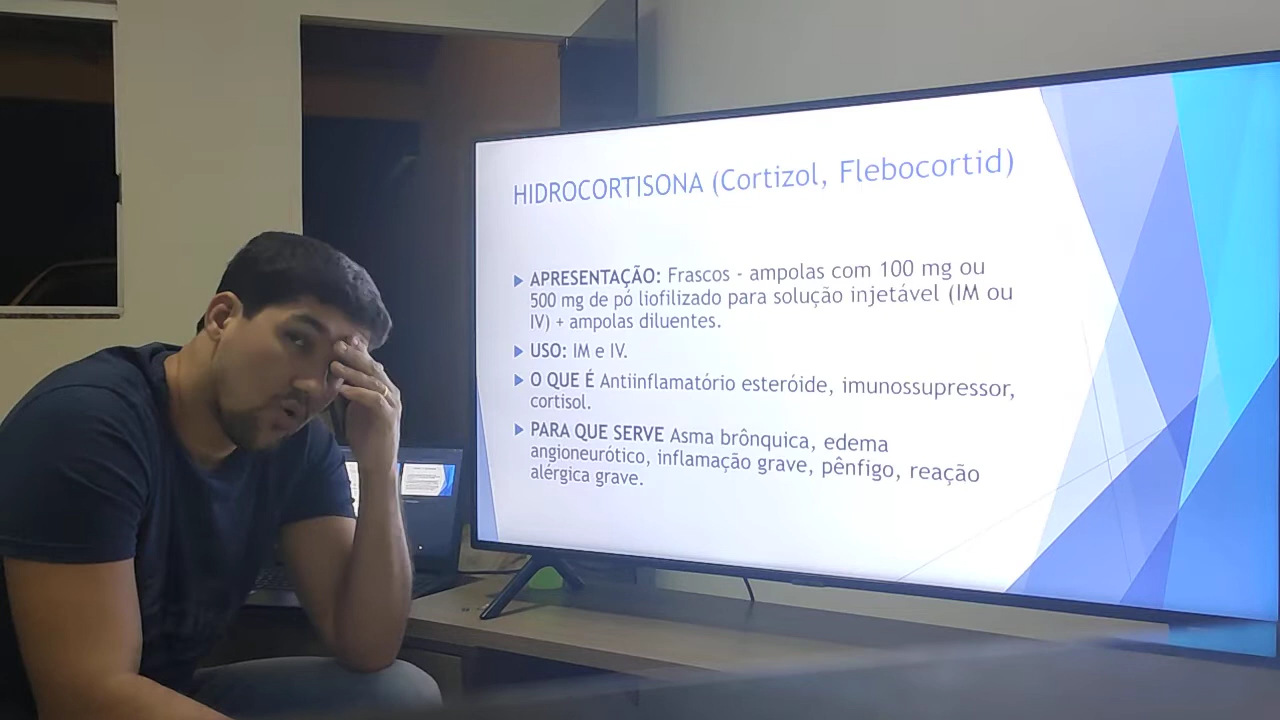 HIDROCORTISONA (Cortizol, Flebocortid)
APRESENTAÇÃO: Frascos - ampolas com 100 mg ou
500 mg de pó liofilizado para solução injetável (IM ou
IV) + ampolas diluentes.
USO: IM e IV.
O QUE É Antiinflamatório esteróide, imunossupressor,
cortisol.
PARA QUE SERVE Asma brônquica, edema
angioneurótico, inflamação grave, pênfigo, reação
alérgica grave.